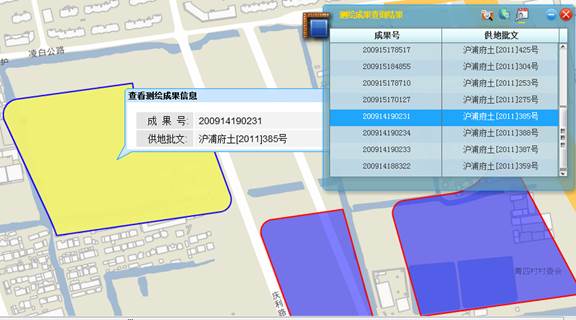 测绘成果查询结果
成果号 供地批文
200915178517 沪浦府土[2011]425号
200915184855 沪浦府土[2011]304号
200915178710 沪浦府土[2011]253号
200915170127 沪浦府土[2011]275号
200914190231 沪浦府土[2011]385号
200914190234 沪浦府土[2011]388号
200914190233 沪浦府土[2011]387号
200914188322 沪浦府土[2011]359号
凌白公路
护
查看测绘成果信息
成 果 号: 200914190231
供地批文: 沪浦府土[2011]385号
青四村村委会
庆利路